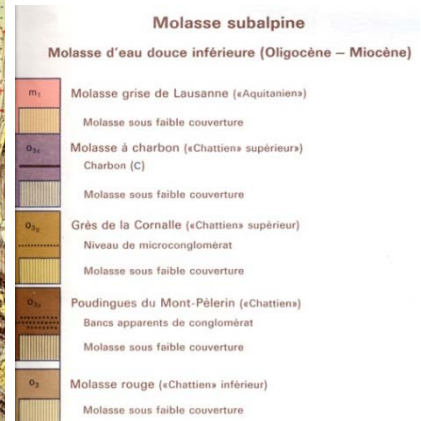 Molasse subalpine
Molasse d'eau douce inférieure (Oligocène – Miocène)
m₁ Molasse grise de Lausanne («Aquitanien»)
Molasse sous faible couverture
Molasse à charbon («Chattien» supérieur»)
Charbon (C)
Molasse sous faible couverture
Grès de la Cornalle («Chattien» supérieur)
Niveau de microconglomérat
Molasse sous faible couverture
Poudingues du Mont-Pèlerin («Chattien»)
Bancs apparents de conglomérat
Molasse sous faible couverture
o₃ Molasse rouge («Chattien» inférieur)
Molasse sous faible couverture